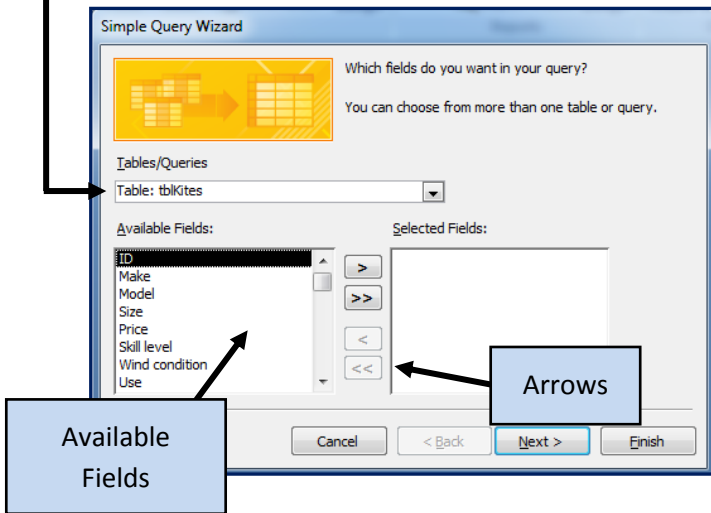 Simple Query Wizard
Which fields do you want in your query?
You can choose from more than one table or query.
Tables/Queries
Table: tblKites
Available Fields:
Selected Fields:
ID
Make
Model
Size
Price
Skill level
Wind condition
Use
>
>>
<
<<
Arrows
Available
Fields
Cancel
< Back
Next >
Finish